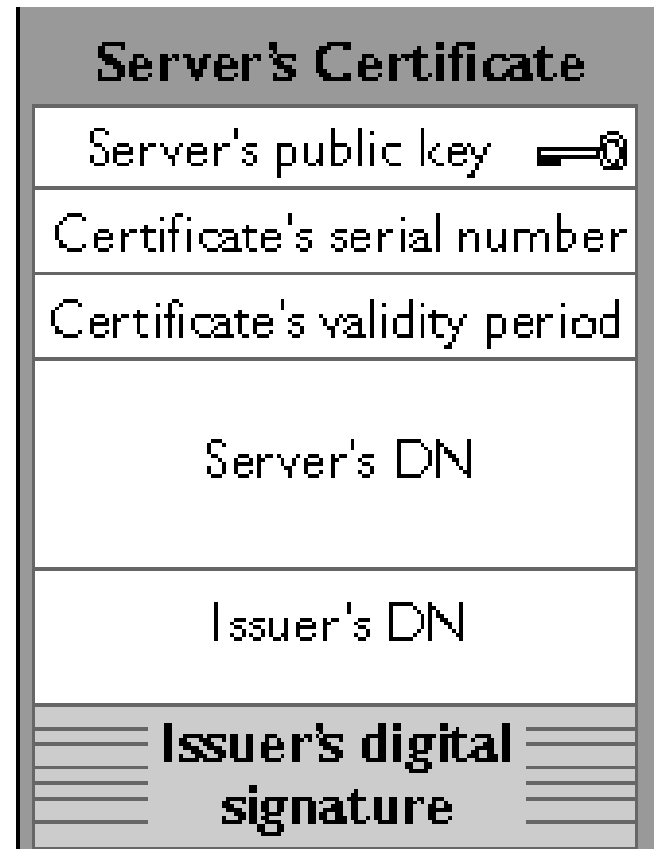 Server's Certificate
Server's public key
Certificate's serial number
Certificate's validity period
Server's DN
Issuer's DN
Issuer's digital
signature